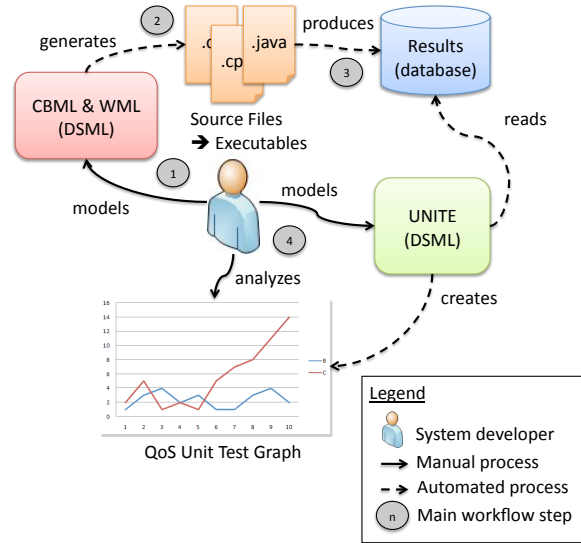 2
produces
generates
.c
.cp
.java
3
Results
(database)
CBML & WML
(DSML)
Source Files
➔ Executables
reads
1
models
models
4
UNITE
(DSML)
analyzes
creates
16
14
12
10
8
6
4
2
0
1 2 3 4 5 6 7 8 9 10
B
C
QoS Unit Test Graph
Legend
System developer
Manual process
Automated process
n Main workflow step